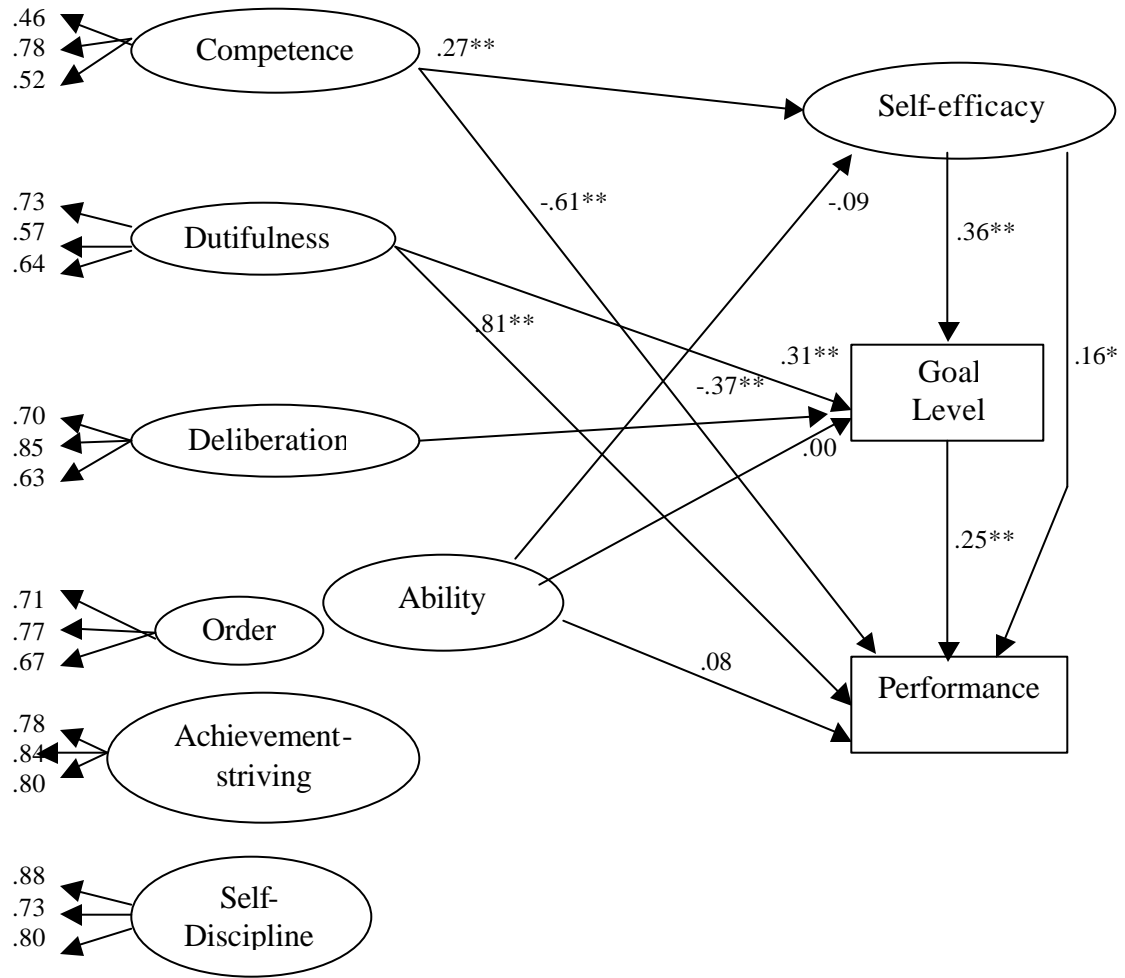 .46
.78
.52
Competence
.27**
Self-efficacy
-.61**
-.09
.73
.57
.64
Dutifulness
.36**
.81**
.31**
-.37**
Goal
Level
.16*
.70
.85
.63
Deliberation
.00
.25**
.71
.77
.67
Order
Ability
.08
Performance
.78
.84
.80
Achievement-
striving
.88
.73
.80
Self-
Discipline